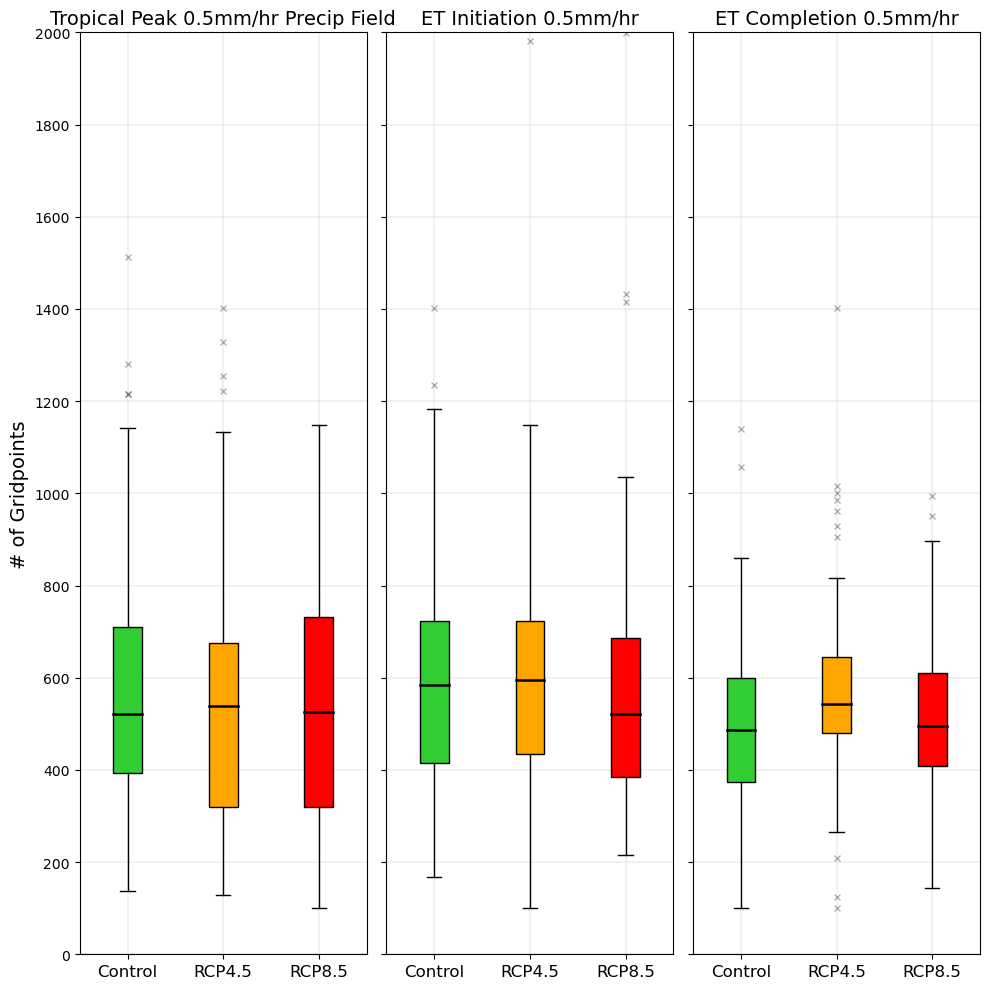 Tropical Peak 0.5mm/hr Precip Field
ET Initiation 0.5mm/hr
ET Completion 0.5mm/hr
# of Gridpoints
2000
1800
1600
1400
1200
1000
800
600
400
200
0
Control RCP4.5 RCP8.5
Control RCP4.5 RCP8.5
Control RCP4.5 RCP8.5